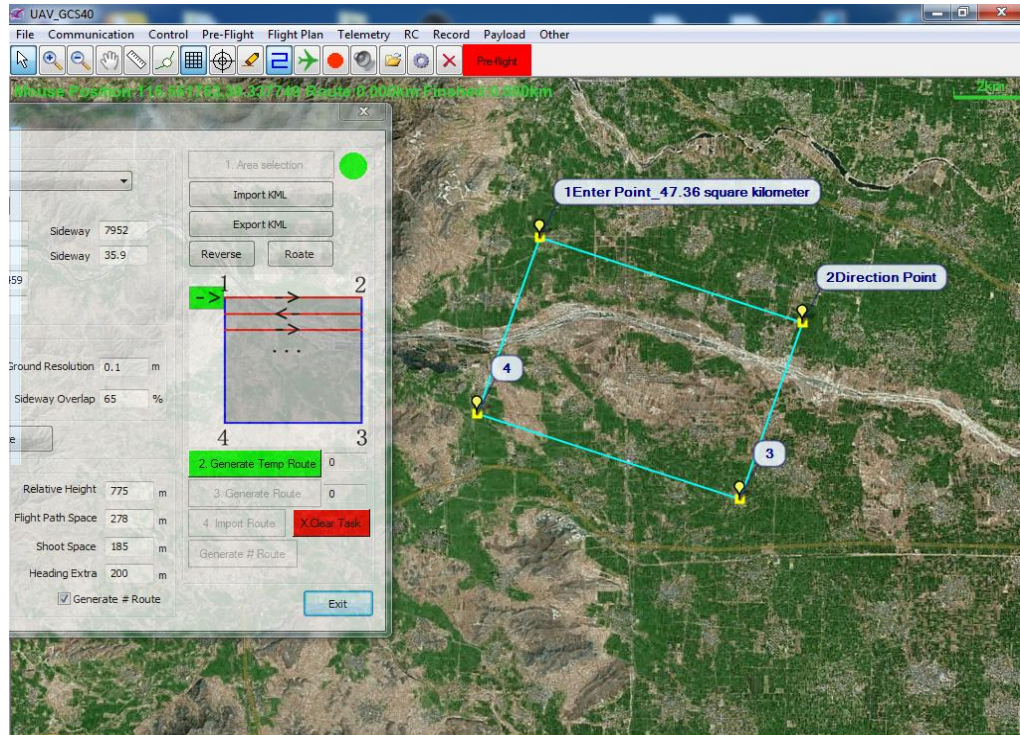 UAV_GCS40
File Communication Control Pre-Flight Flight Plan Telemetry RC Record Payload Other
Pre-flight
Route 0.000km
2km
1. Area selection
Import KML
Export KML
Reverse Roate
Sideway 7952
Sideway 35.9
459
1 2
->
->
<-
->
...
4 3
Ground Resolution 0.1 m
Sideway Overlap 65 %
e
2. Generate Temp Route 0
3. Generate Route 0
4. Import Route X.Clear Task
Generate # Route
Relative Height 775 m
Flight Path Space 278 m
Shoot Space 185 m
Heading Extra 200 m
Generate # Route
Exit
1Enter Point_47.36 square kilometer
2Direction Point
4
3